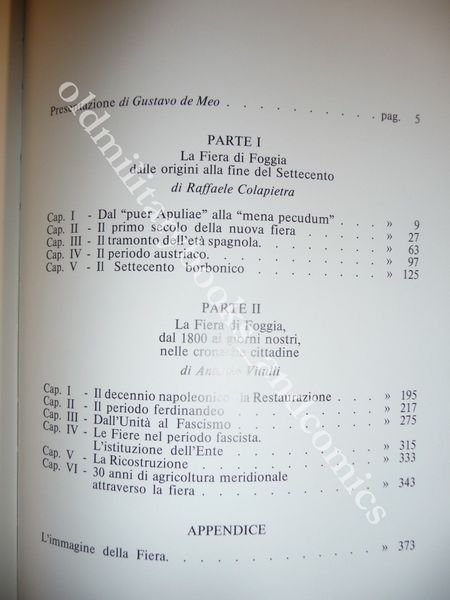 Presentazione di Gustavo de Meo . . . . . . . . . pag. 5
PARTE I
La Fiera di Foggia
dalle origini alla fine del Settecento
di Raffaele Colapietra
Cap. I - Dal "puer Apuliae" alla "mena pecudum" . . . . » 9
Cap. II - Il primo secolo della nuova fiera . . . . . . » 27
Cap. III - Il tramonto dell'età spagnola. . . . . . . . » 63
Cap. IV - Il periodo austriaco. . . . . . . . . . » 97
Cap. V - Il Settecento borbonico . . . . . . . . » 125
PARTE II
La Fiera di Foggia,
dal 1800 ai giorni nostri,
nelle cronache cittadine
di Antonio Vitulli
Cap. I - Il decennio napoleonico la Restaurazione . . . » 195
Cap. II - Il periodo ferdinandeo . . . . . . . . » 217
Cap. III - Dall'Unità al Fascismo . . . . . . . . » 275
Cap. IV - Le Fiere nel periodo fascista.
L'istituzione dell'Ente . . . . . . . . . » 315
Cap. V - La Ricostruzione . . . . . . . . . . » 333
Cap. VI - 30 anni di agricoltura meridionale
attraverso la fiera . . . . . . . . . . » 343
APPENDICE
L'immagine della Fiera. . . . . . . . . . . . » 373
oldmilitarybooksandcomics